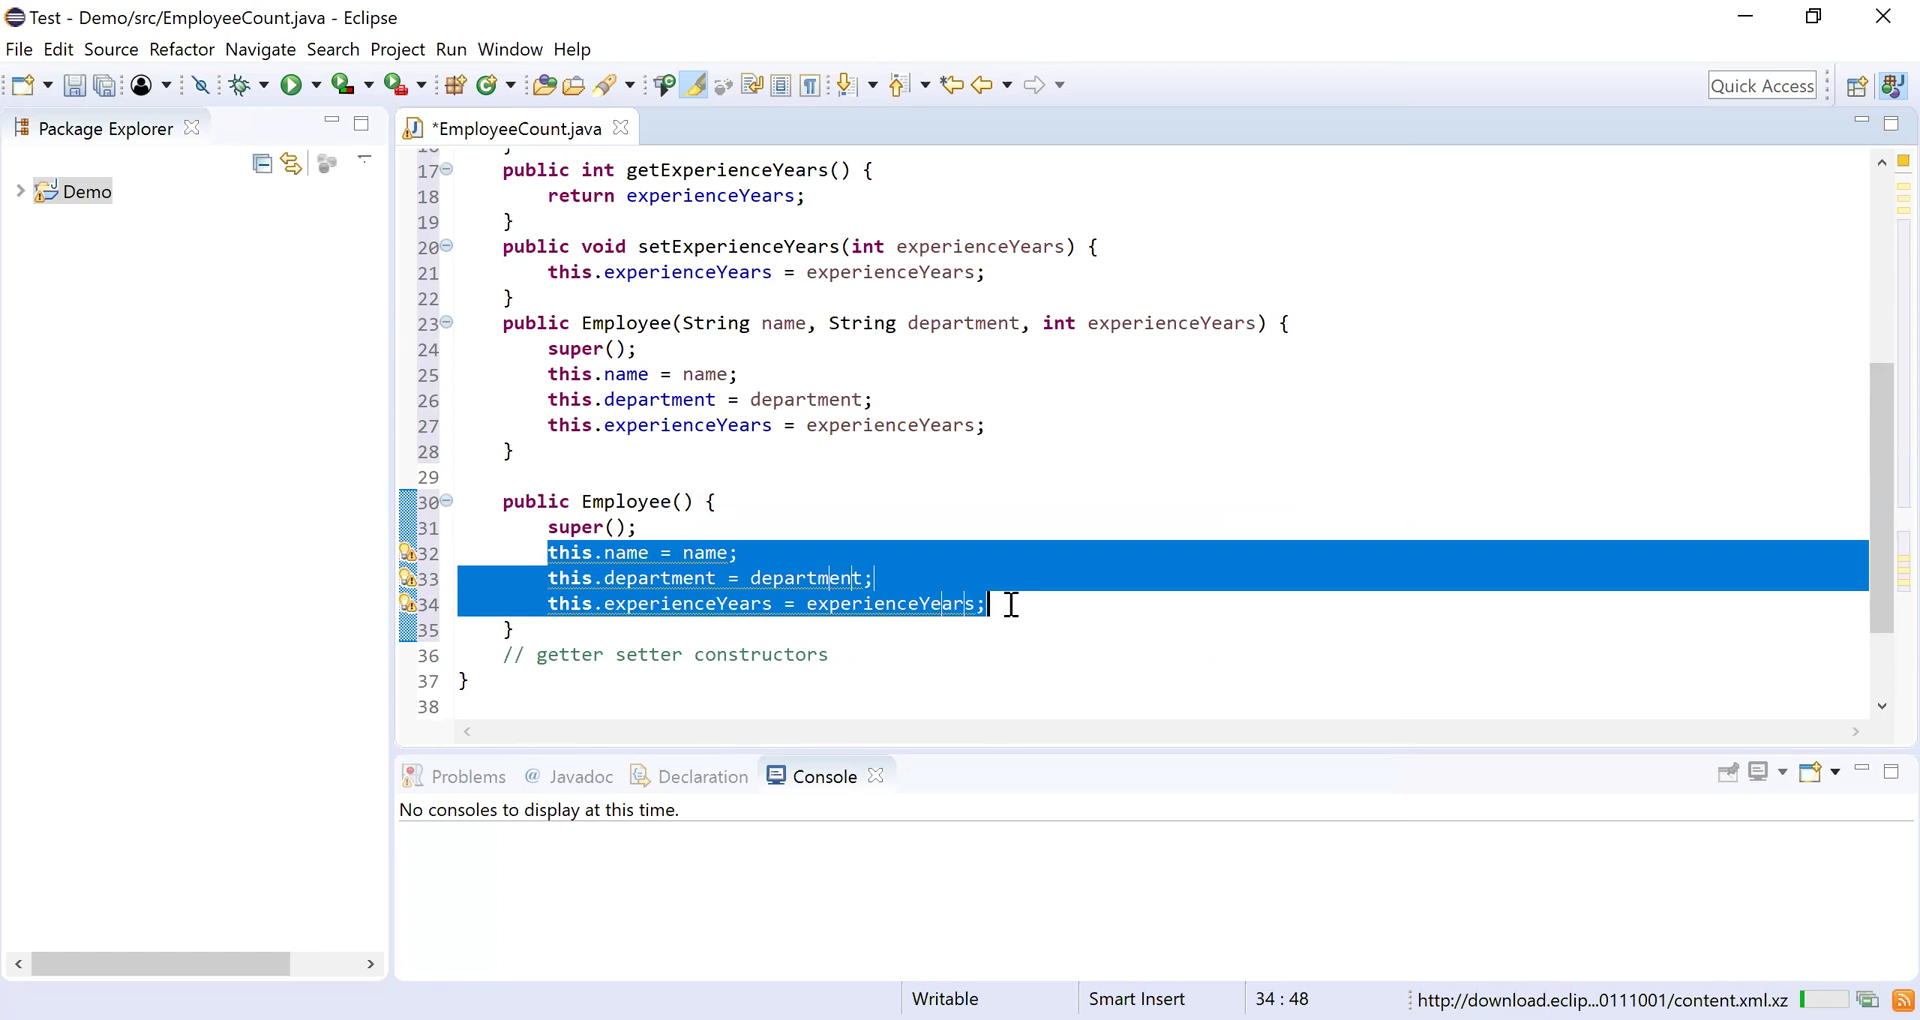 Test - Demo/src/EmployeeCount.java - Eclipse
File Edit Source Refactor Navigate Search Project Run Window Help
Quick Access
Package Explorer
*EmployeeCount.java
Demo
16 }
17 public int getExperienceYears() {
18 return experienceYears;
19 }
20 public void setExperienceYears(int experienceYears) {
21 this.experienceYears = experienceYears;
22 }
23 public Employee(String name, String department, int experienceYears) {
24 super();
25 this.name = name;
26 this.department = department;
27 this.experienceYears = experienceYears;
28 }
29
30 public Employee() {
31 super();
32 this.name = name;
33 this.department = department;
34 this.experienceYears = experienceYears;
35 }
36 // getter setter constructors
37 }
38
Problems @ Javadoc Declaration Console
No consoles to display at this time.
Writable Smart Insert 34 : 48 http://download.eclip...0111001/content.xml.xz